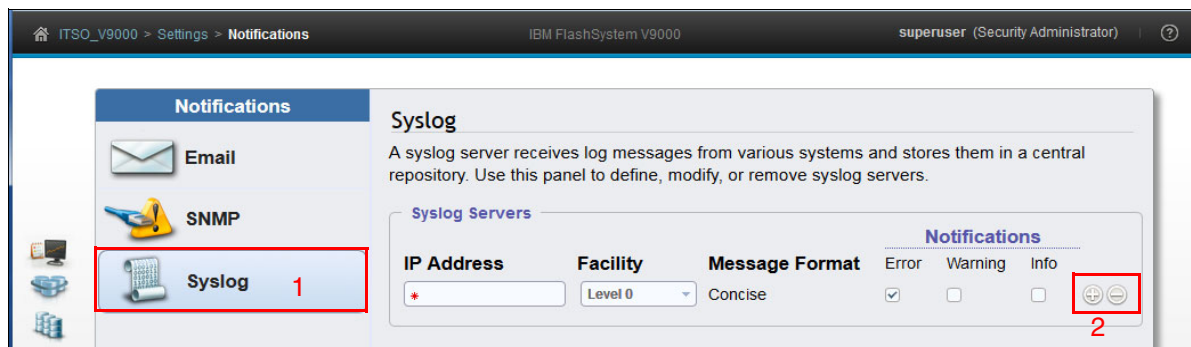 ITSO_V9000 > Settings > Notifications
IBM FlashSystem V9000
superuser (Security Administrator)
?
Notifications
Email
SNMP
Syslog
1
Syslog
A syslog server receives log messages from various systems and stores them in a central
repository. Use this panel to define, modify, or remove syslog servers.
Syslog Servers
Notifications
IP Address
Facility
Message Format
Error
Warning
Info
*
Level 0
Concise
2